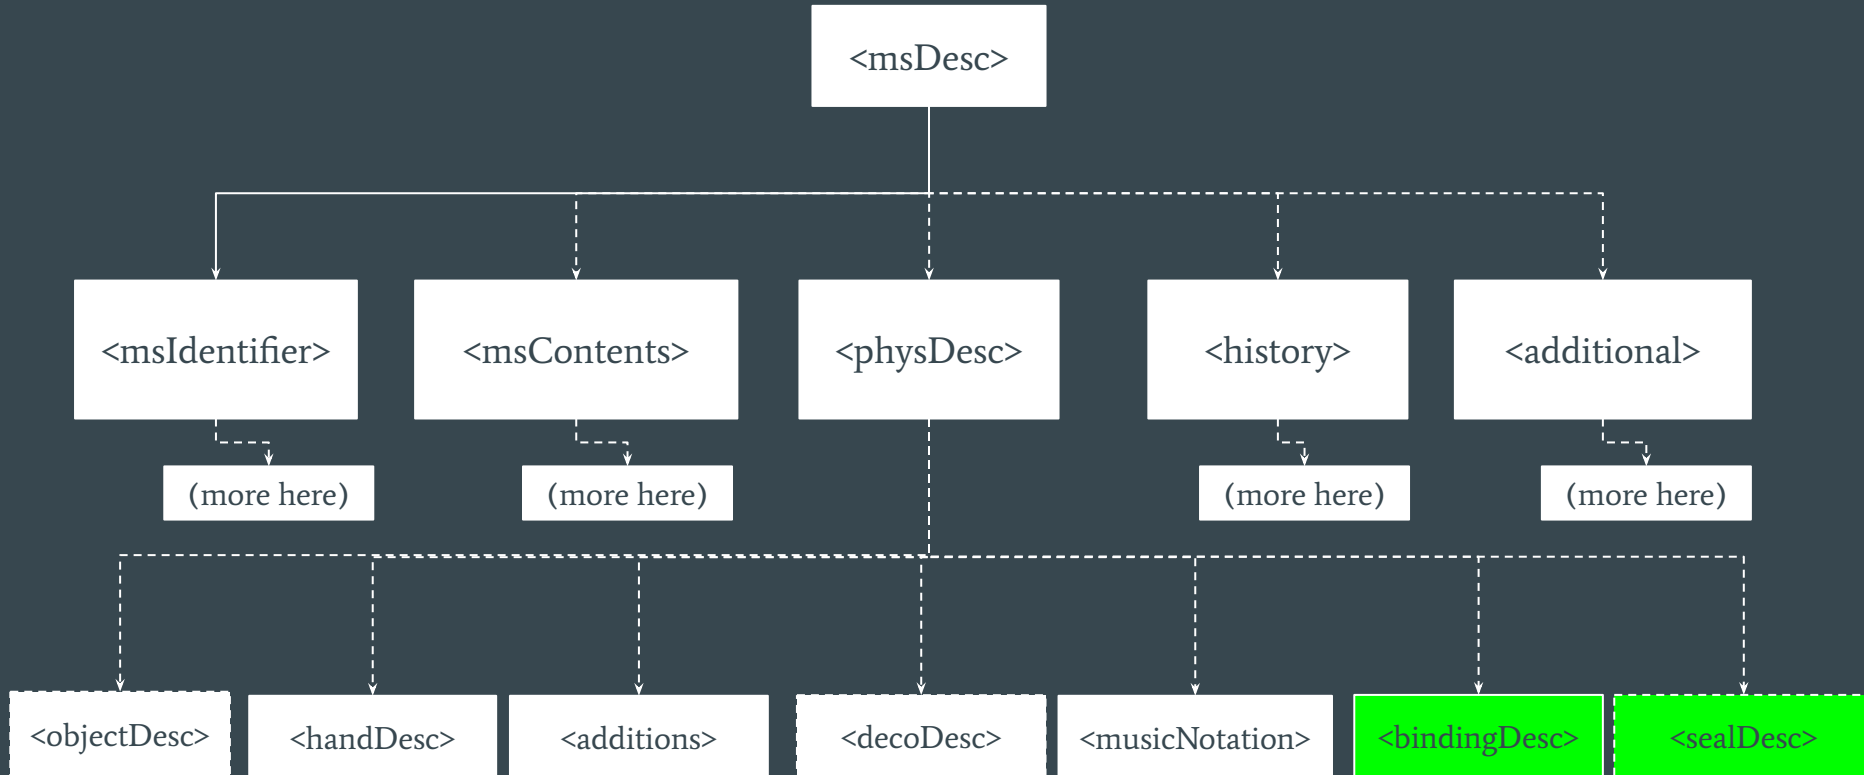 <msDesc>
<msIdentifier>
<msContents>
<physDesc>
<history>
<additional>
(more here)
(more here)
(more here)
(more here)
<objectDesc>
<handDesc>
<additions>
<decoDesc>
<musicNotation>
<bindingDesc>
<sealDesc>